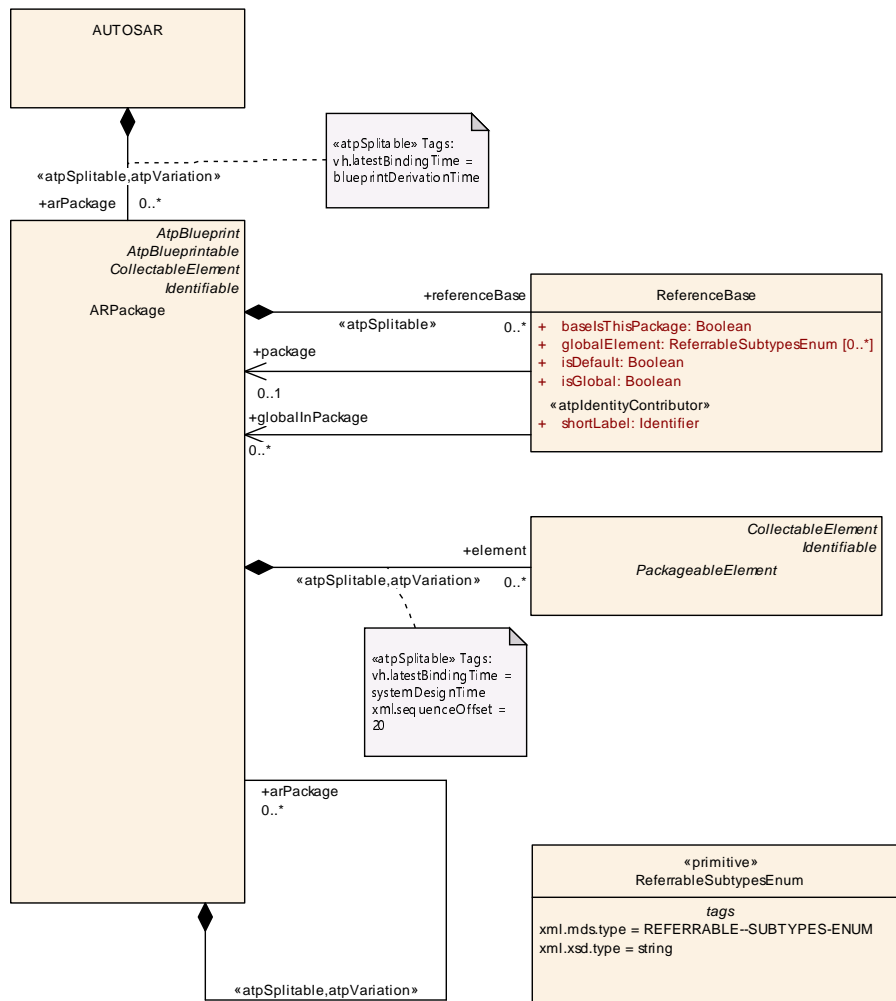 AUTOSAR
«atpSplitable» Tags:
vh.latestBindingTime =
blueprintDerivationTime
«atpSplitable,atpVariation»
+arPackage 0..*
AtpBlueprint
AtpBlueprintable
CollectableElement
Identifiable
ARPackage
+referenceBase
«atpSplitable» 0..*
+package
0..1
+globalInPackage
0..*
ReferenceBase
+ baseIsThisPackage: Boolean
+ globalElement: ReferrableSubtypesEnum [0..*]
+ isDefault: Boolean
+ isGlobal: Boolean
«atpIdentityContributor»
+ shortLabel: Identifier
+element
«atpSplitable,atpVariation» 0..*
CollectableElement
Identifiable
PackageableElement
«atpSplitable» Tags:
vh.latestBindingTime =
systemDesignTime
xml.sequenceOffset =
20
+arPackage
0..*
«atpSplitable,atpVariation»
«primitive»
ReferrableSubtypesEnum
tags
xml.mds.type = REFERRABLE--SUBTYPES-ENUM
xml.xsd.type = string